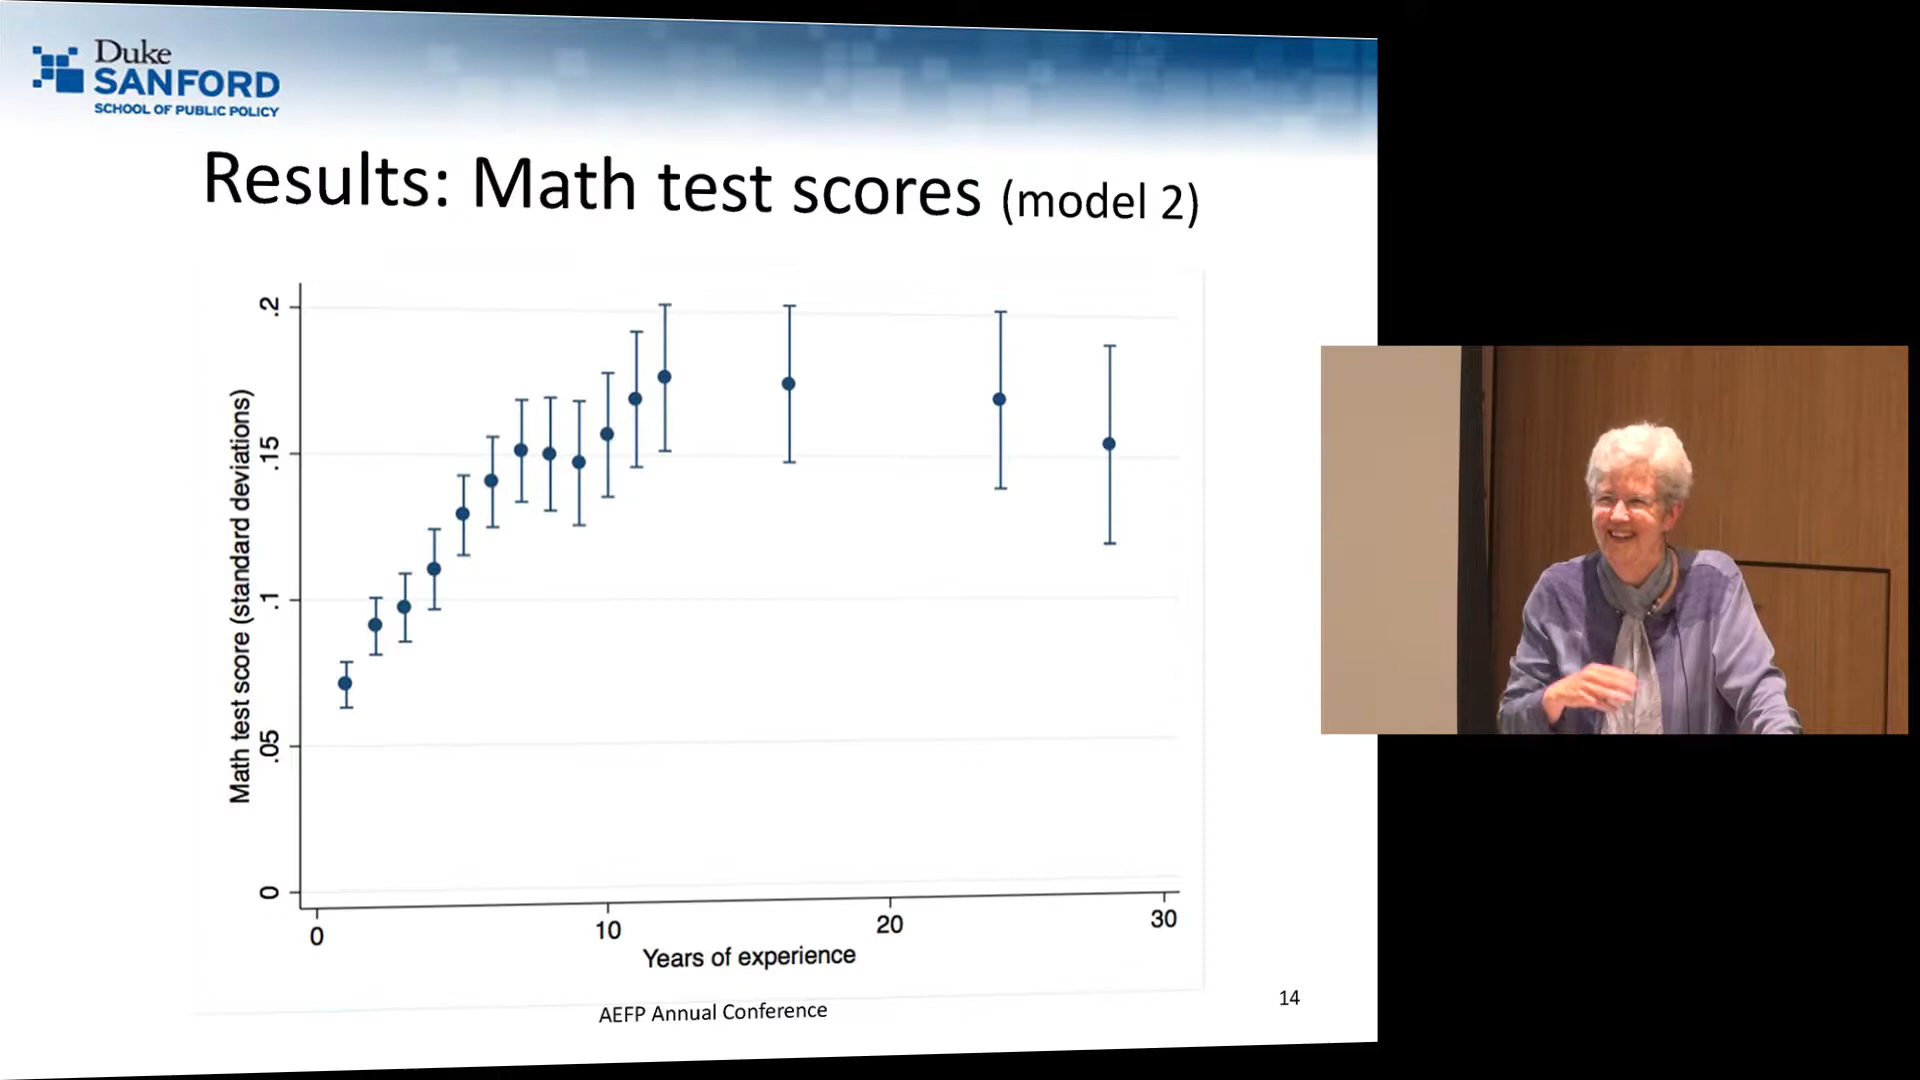 Duke
SANFORD
SCHOOL OF PUBLIC POLICY
Results: Math test scores (model 2)
Math test score (standard deviations)
.2
.15
.1
.05
0
0
10
20
30
Years of experience
AEFP Annual Conference
14